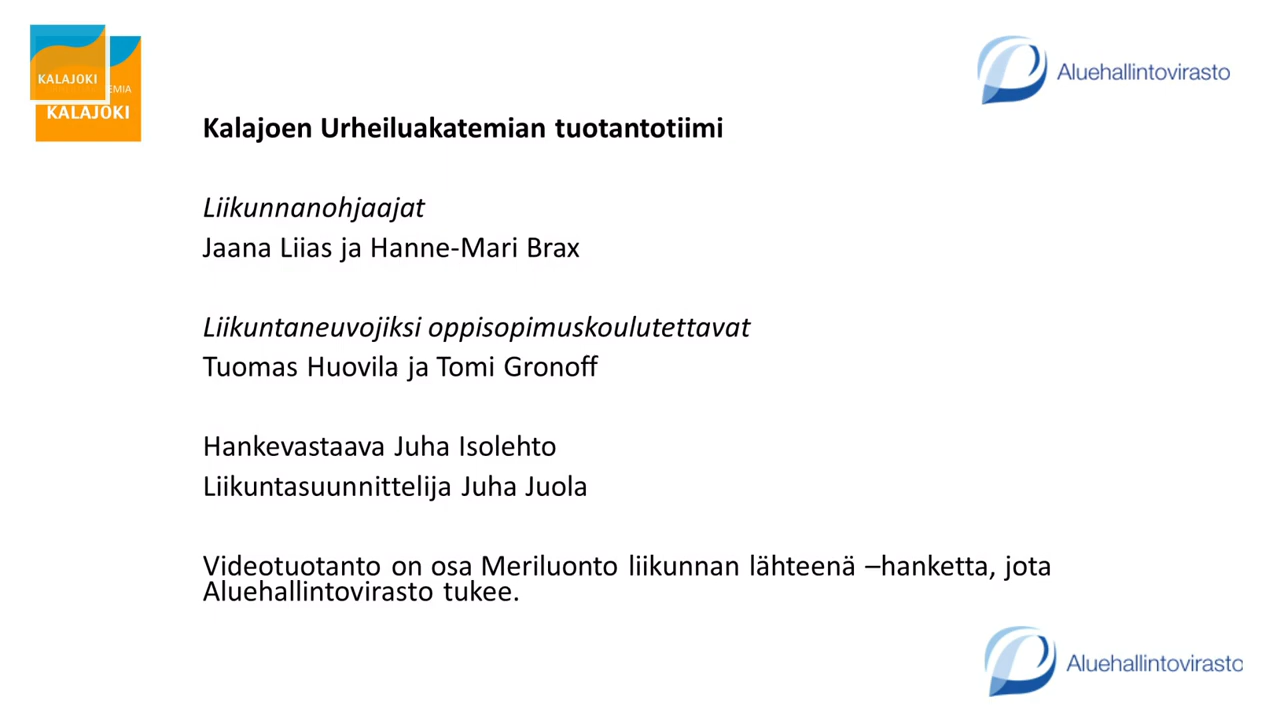 KALAJOKI
EMIA
KALAJOKI
Aluehallintovirasto
Kalajoen Urheiluakatemian tuotantotiimi
Liikunnanohjaajat
Jaana Liias ja Hanne-Mari Brax
Liikuntaneuvojiksi oppisopimuskoulutettavat
Tuomas Huovila ja Tomi Gronoff
Hankevastaava Juha Isolehto
Liikuntasuunnittelija Juha Juola
Videotuotanto on osa Meriluonto liikunnan lähteenä –hanketta, jota
Aluehallintovirasto tukee.
Aluehallintovirasto